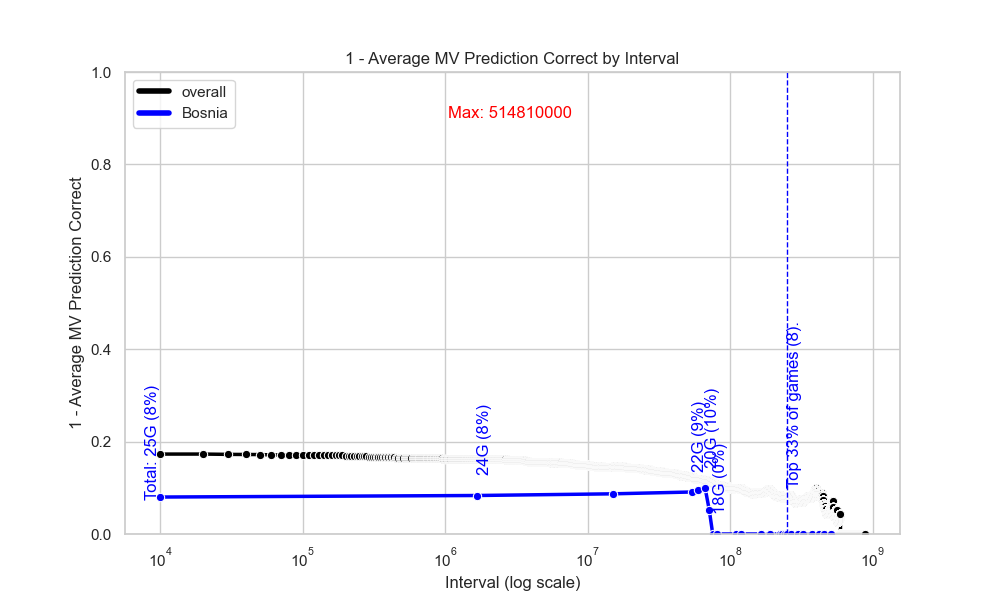 1 - Average MV Prediction Correct by Interval
1.0
0.8
0.6
0.4
0.2
0.0
1 - Average MV Prediction Correct
overall
Bosnia
Max: 514810000
Total: 25G (8%)
24G (8%)
22G (9%)
20G (10%)
18G (0%)
Top 33% of games (8).
10^4
10^5
10^6
10^7
10^8
10^9
Interval (log scale)